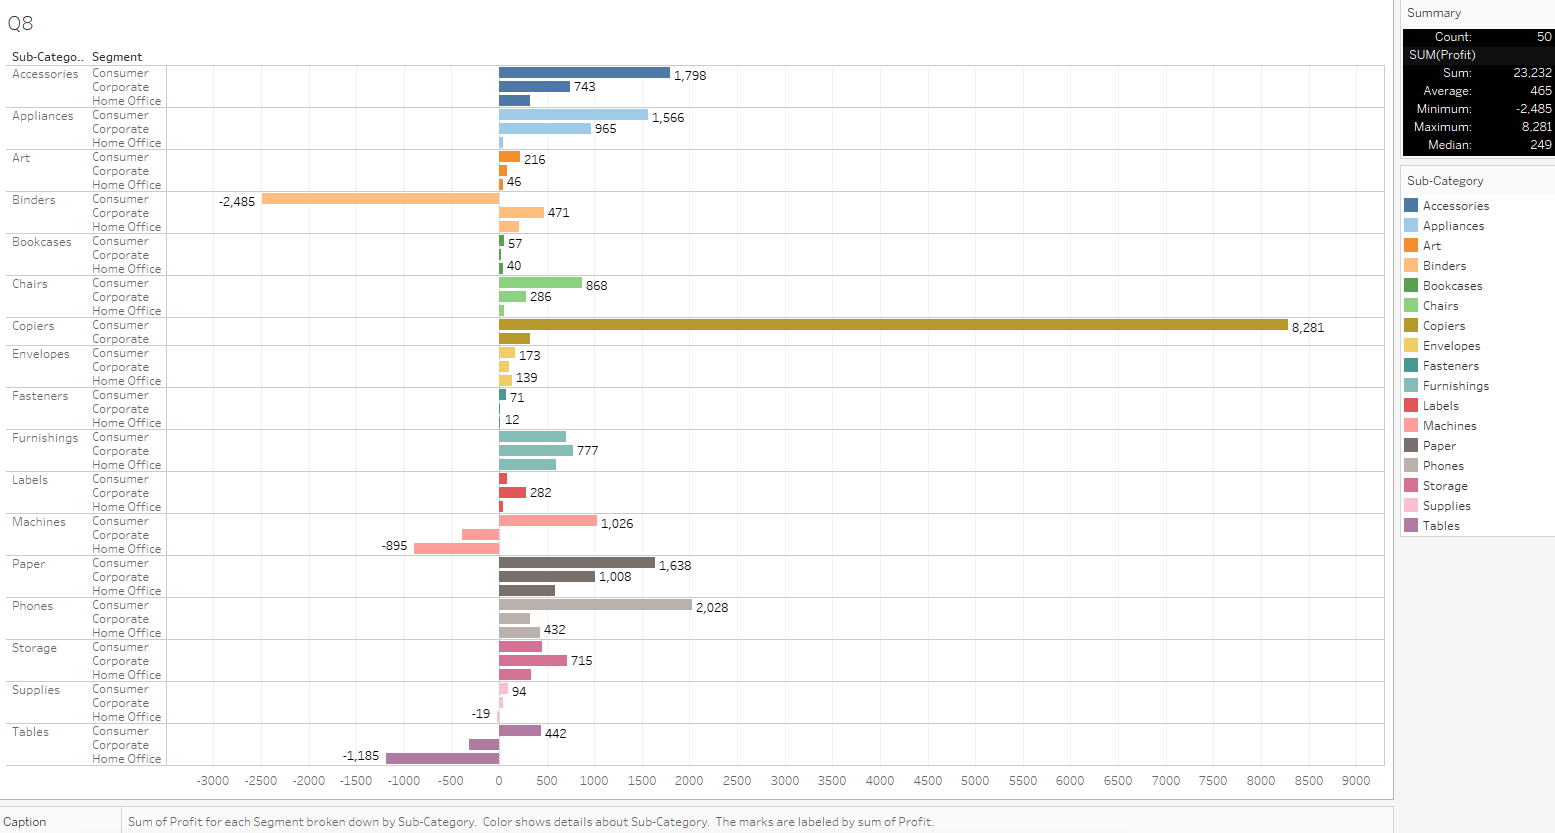 Q8
Sub-Catego.. Segment
Accessories Consumer 1,798
Corporate 743
Home Office
Appliances Consumer 1,566
Corporate 965
Home Office
Art Consumer 216
Corporate
Home Office 46
Binders Consumer -2,485
Corporate 471
Home Office
Bookcases Consumer 57
Corporate
Home Office 40
Chairs Consumer 868
Corporate 286
Home Office
Copiers Consumer 8,281
Corporate
Envelopes Consumer 173
Corporate
Home Office 139
Fasteners Consumer 71
Corporate
Home Office 12
Furnishings Consumer
Corporate 777
Home Office
Labels Consumer
Corporate 282
Home Office
Machines Consumer 1,026
Corporate
Home Office -895
Paper Consumer 1,638
Corporate 1,008
Home Office
Phones Consumer 2,028
Corporate
Home Office 432
Storage Consumer
Corporate 715
Home Office
Supplies Consumer 94
Corporate
Home Office -19
Tables Consumer 442
Corporate
Home Office -1,185
-3000 -2500 -2000 -1500 -1000 -500 0 500 1000 1500 2000 2500 3000 3500 4000 4500 5000 5500 6000 6500 7000 7500 8000 8500 9000
Caption Sum of Profit for each Segment broken down by Sub-Category. Color shows details about Sub-Category. The marks are labeled by sum of Profit.
Summary
Count: 50
SUM(Profit)
Sum: 23,232
Average: 465
Minimum: -2,485
Maximum: 8,281
Median: 249
Sub-Category
Accessories
Appliances
Art
Binders
Bookcases
Chairs
Copiers
Envelopes
Fasteners
Furnishings
Labels
Machines
Paper
Phones
Storage
Supplies
Tables